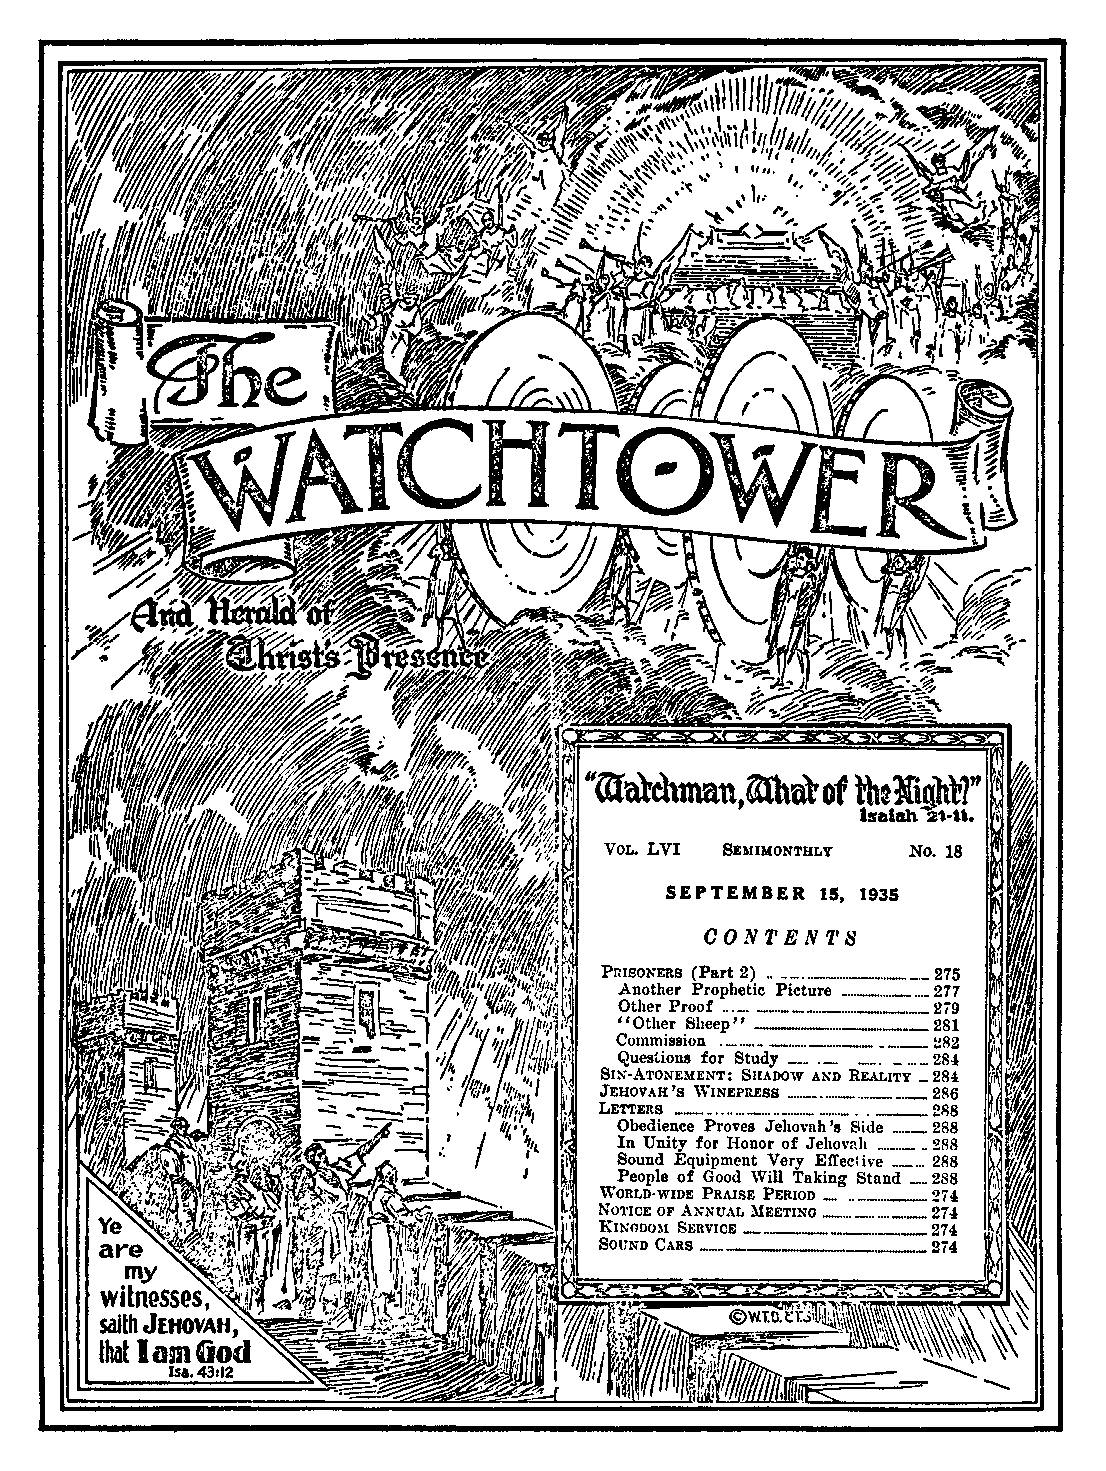 The
WATCHTOWER
And Herald of
Christ's Presence
"Watchman, What of the Night?"
Isaiah 21-11.
VOL. LVI SEMIMONTHLY No. 18
SEPTEMBER 15, 1935
CONTENTS
PRISONERS (Part 2) 275
Another Prophetic Picture 277
Other Proof 279
"Other Sheep" 281
Commission 282
Questions for Study 284
SIN-ATONEMENT: SHADOW AND REALITY 284
JEHOVAH'S WINEPRESS 286
LETTERS 288
Obedience Proves Jehovah's Side 288
In Unity for Honor of Jehovah 288
Sound Equipment Very Effective 288
People of Good Will Taking Stand 288
WORLD-WIDE PRAISE PERIOD 274
NOTICE OF ANNUAL MEETING 274
KINGDOM SERVICE 274
SOUND CARS 274
©W.T.B.&T.S.
Ye
are
my
witnesses,
saith JEHOVAH,
that I am God
Isa. 43:12